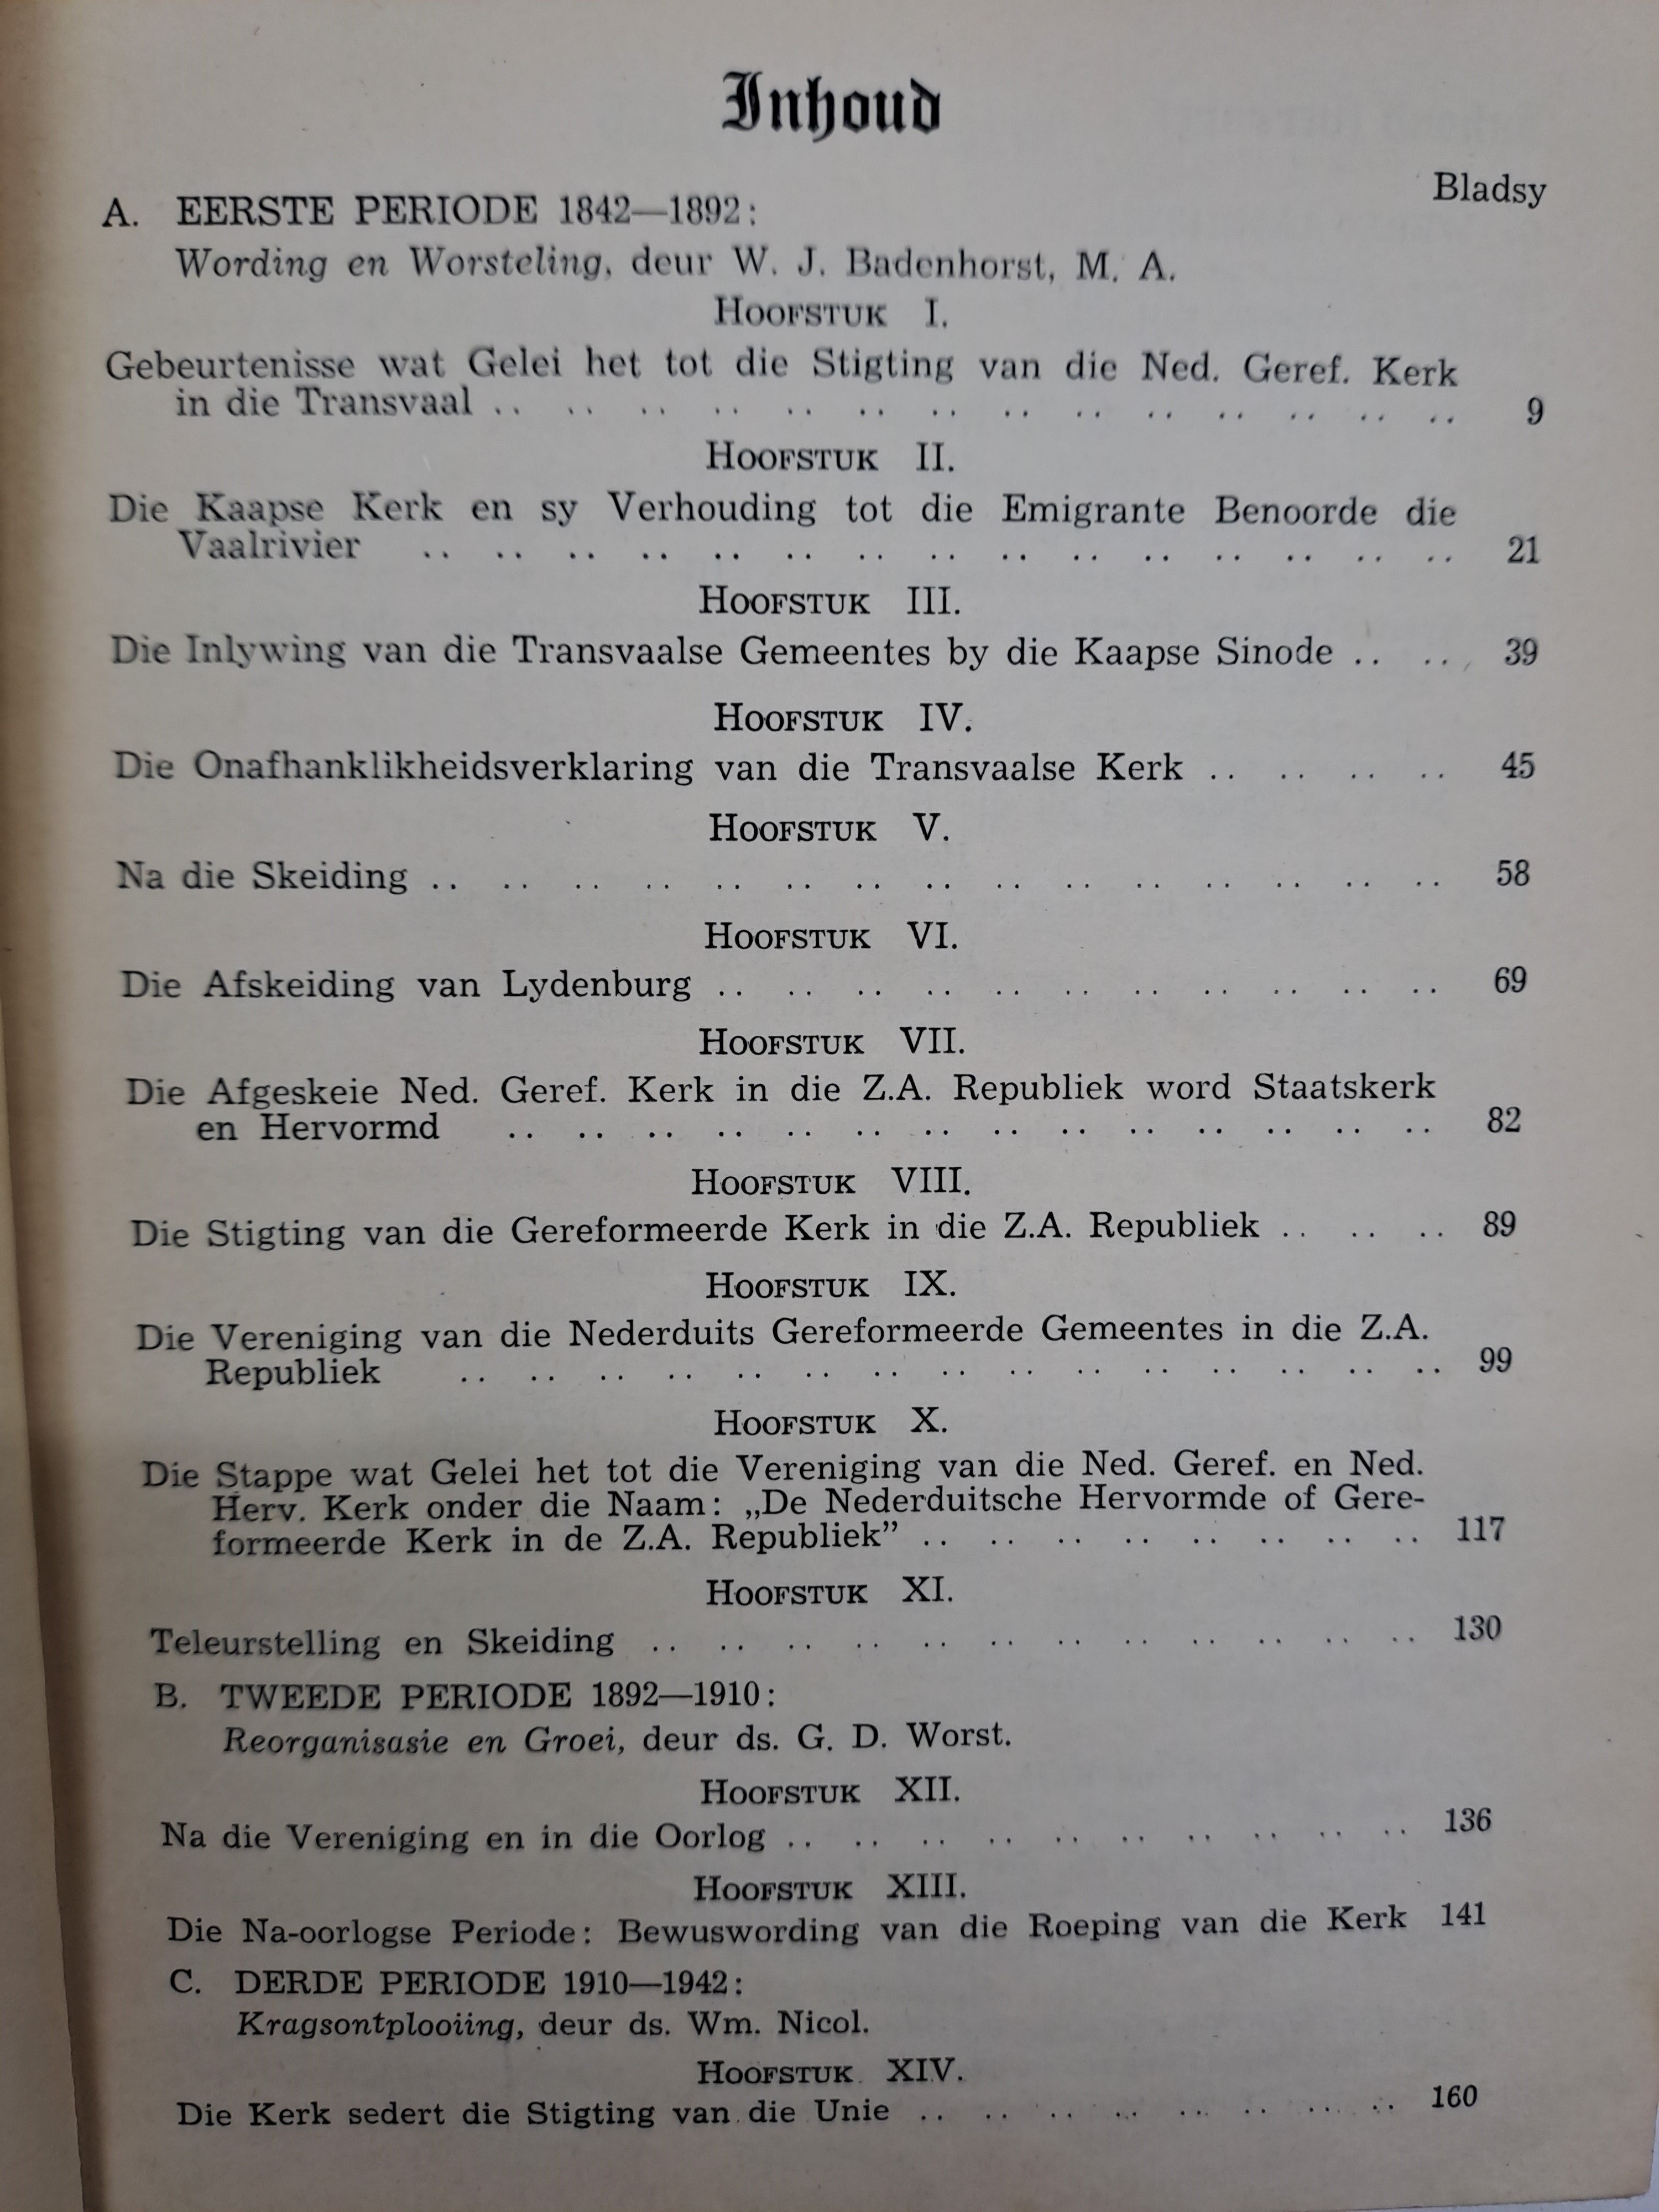 Inhoud
Bladsy
A. EERSTE PERIODE 1842—1892:
Wording en Worsteling, deur W. J. Badenhorst, M. A.
HOOFSTUK I.
Gebeurtenisse wat Gelei het tot die Stigting van die Ned. Geref. Kerk
in die Transvaal .. .. .. .. .. .. .. .. .. .. .. .. .. .. 9
HOOFSTUK II.
Die Kaapse Kerk en sy Verhouding tot die Emigrante Benoorde die
Vaalrivier .. .. .. .. .. .. .. .. .. .. .. .. .. .. .. 21
HOOFSTUK III.
Die Inlywing van die Transvaalse Gemeentes by die Kaapse Sinode .. .. 39
HOOFSTUK IV.
Die Onafhanklikheidsverklaring van die Transvaalse Kerk .. .. .. .. 45
HOOFSTUK V.
Na die Skeiding .. .. .. .. .. .. .. .. .. .. .. .. .. .. .. 58
HOOFSTUK VI.
Die Afskeiding van Lydenburg .. .. .. .. .. .. .. .. .. .. .. 69
HOOFSTUK VII.
Die Afgeskeie Ned. Geref. Kerk in die Z.A. Republiek word Staatskerk
en Hervormd .. .. .. .. .. .. .. .. .. .. .. .. .. .. 82
HOOFSTUK VIII.
Die Stigting van die Gereformeerde Kerk in die Z.A. Republiek .. .. .. 89
HOOFSTUK IX.
Die Vereniging van die Nederduits Gereformeerde Gemeentes in die Z.A.
Republiek .. .. .. .. .. .. .. .. .. .. .. .. .. .. .. 99
HOOFSTUK X.
Die Stappe wat Gelei het tot die Vereniging van die Ned. Geref. en Ned.
Herv. Kerk onder die Naam: „De Nederduitsche Hervormde of Gere-
formeerde Kerk in de Z.A. Republiek” .. .. .. .. .. .. .. .. 117
HOOFSTUK XI.
Teleurstelling en Skeiding .. .. .. .. .. .. .. .. .. .. .. .. 130
B. TWEEDE PERIODE 1892—1910:
Reorganisasie en Groei, deur ds. G. D. Worst.
HOOFSTUK XII.
Na die Vereniging en in die Oorlog .. .. .. .. .. .. .. .. .. .. 136
HOOFSTUK XIII.
Die Na-oorlogse Periode: Bewuswording van die Roeping van die Kerk 141
C. DERDE PERIODE 1910—1942:
Kragsontplooiing, deur ds. Wm. Nicol.
HOOFSTUK XIV.
Die Kerk sedert die Stigting van die Unie .. .. .. .. .. .. .. .. 160